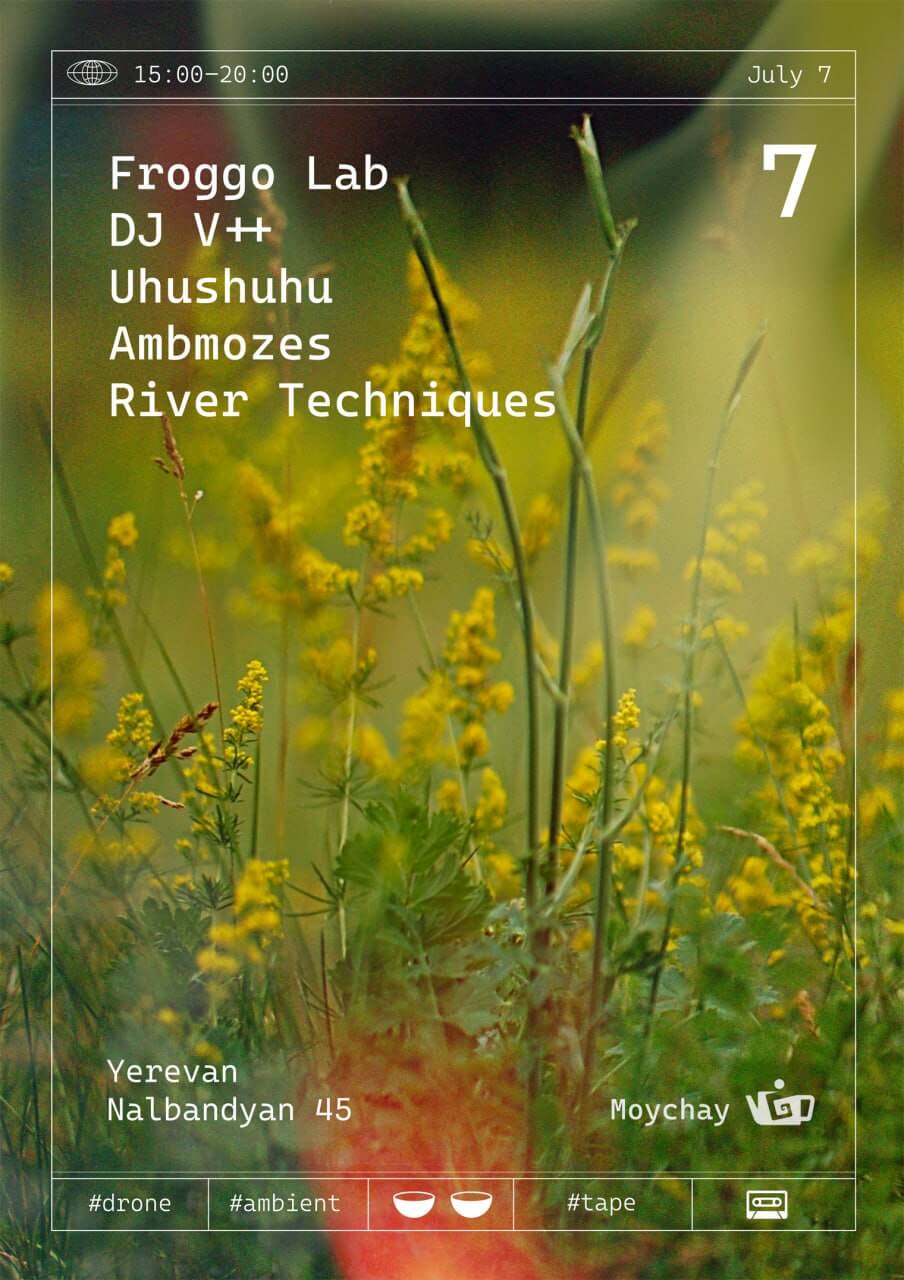 15:00—20:00
July 7
7
Froggo Lab
DJ V++
Uhushuhu
Ambmozes
River Techniques
Yerevan
Nalbandyan 45
Moychay
#drone
#ambient
#tape